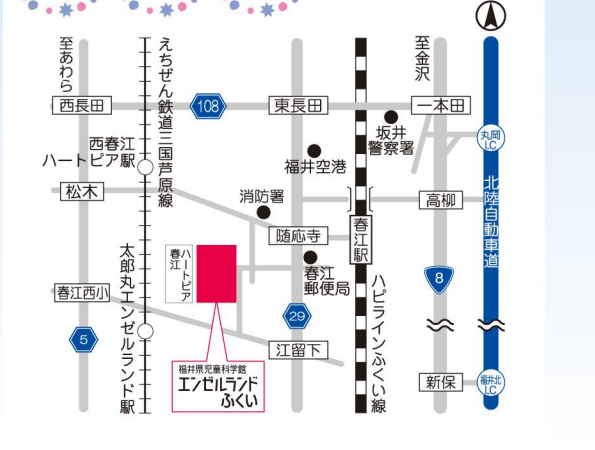 至あわら
えちぜん鉄道三国芦原線
至金沢
西長田
108
東長田
一本田
坂井
警察署
丸岡
I.C
西春江
ハートピア駅
福井空港
松木
消防署
高柳
北陸自動車道
随応寺
春江駅
ハートピア
春江
春江
郵便局
太郎丸エンゼルランド駅
ハピラインふくい線
8
春江西小
29
5
江留下
福井県児童科学館
エンゼルランド
ふくい
新保
福井北
I.C